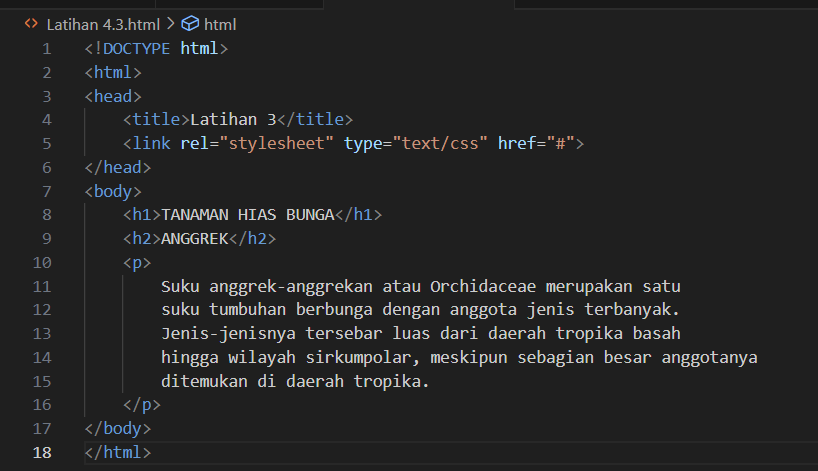 <> Latihan 4.3.html > html
1 <!DOCTYPE html>
2 <html>
3 <head>
4     <title>Latihan 3</title>
5     <link rel="stylesheet" type="text/css" href="#">
6 </head>
7 <body>
8     <h1>TANAMAN HIAS BUNGA</h1>
9     <h2>ANGGREK</h2>
10     <p>
11         Suku anggrek-anggrekan atau Orchidaceae merupakan satu
12         suku tumbuhan berbunga dengan anggota jenis terbanyak.
13         Jenis-jenisnya tersebar luas dari daerah tropika basah
14         hingga wilayah sirkumpolar, meskipun sebagian besar anggotanya
15         ditemukan di daerah tropika.
16     </p>
17 </body>
18 </html>